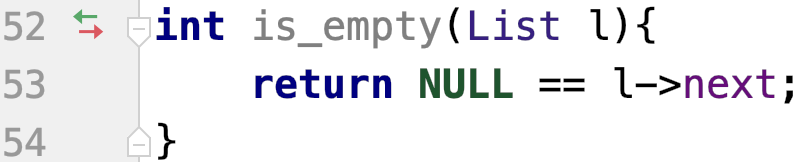 52 int is_empty(List l){
53     return NULL == l->next;
54 }